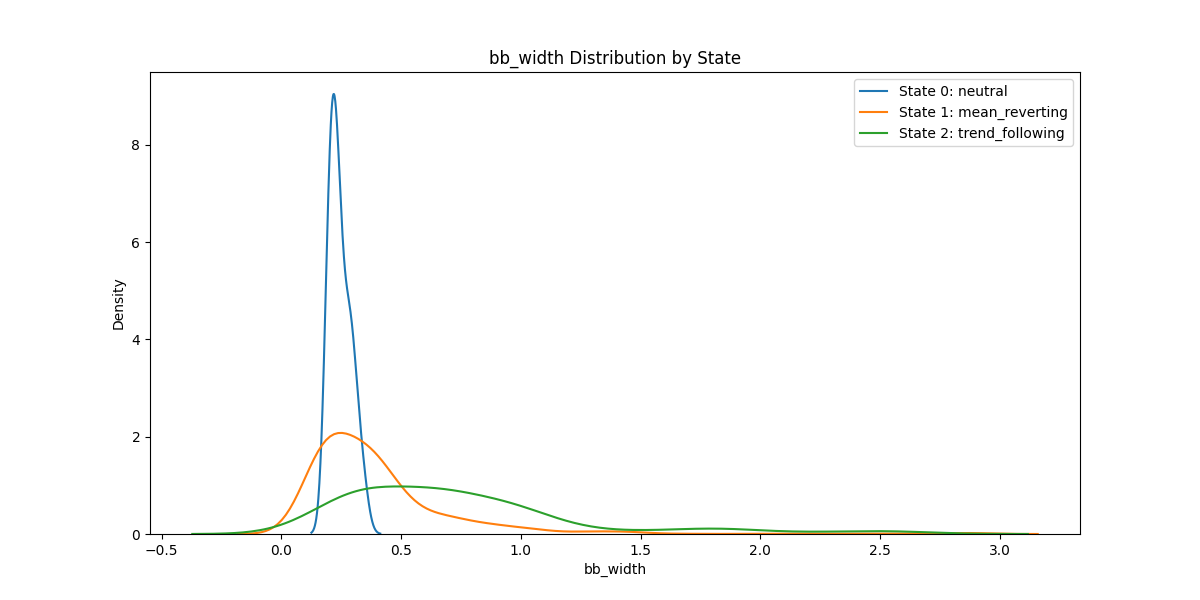 bb_width Distribution by State
State 0: neutral
State 1: mean_reverting
State 2: trend_following
Density
8
6
4
2
0
−0.5 0.0 0.5 1.0 1.5 2.0 2.5 3.0
bb_width